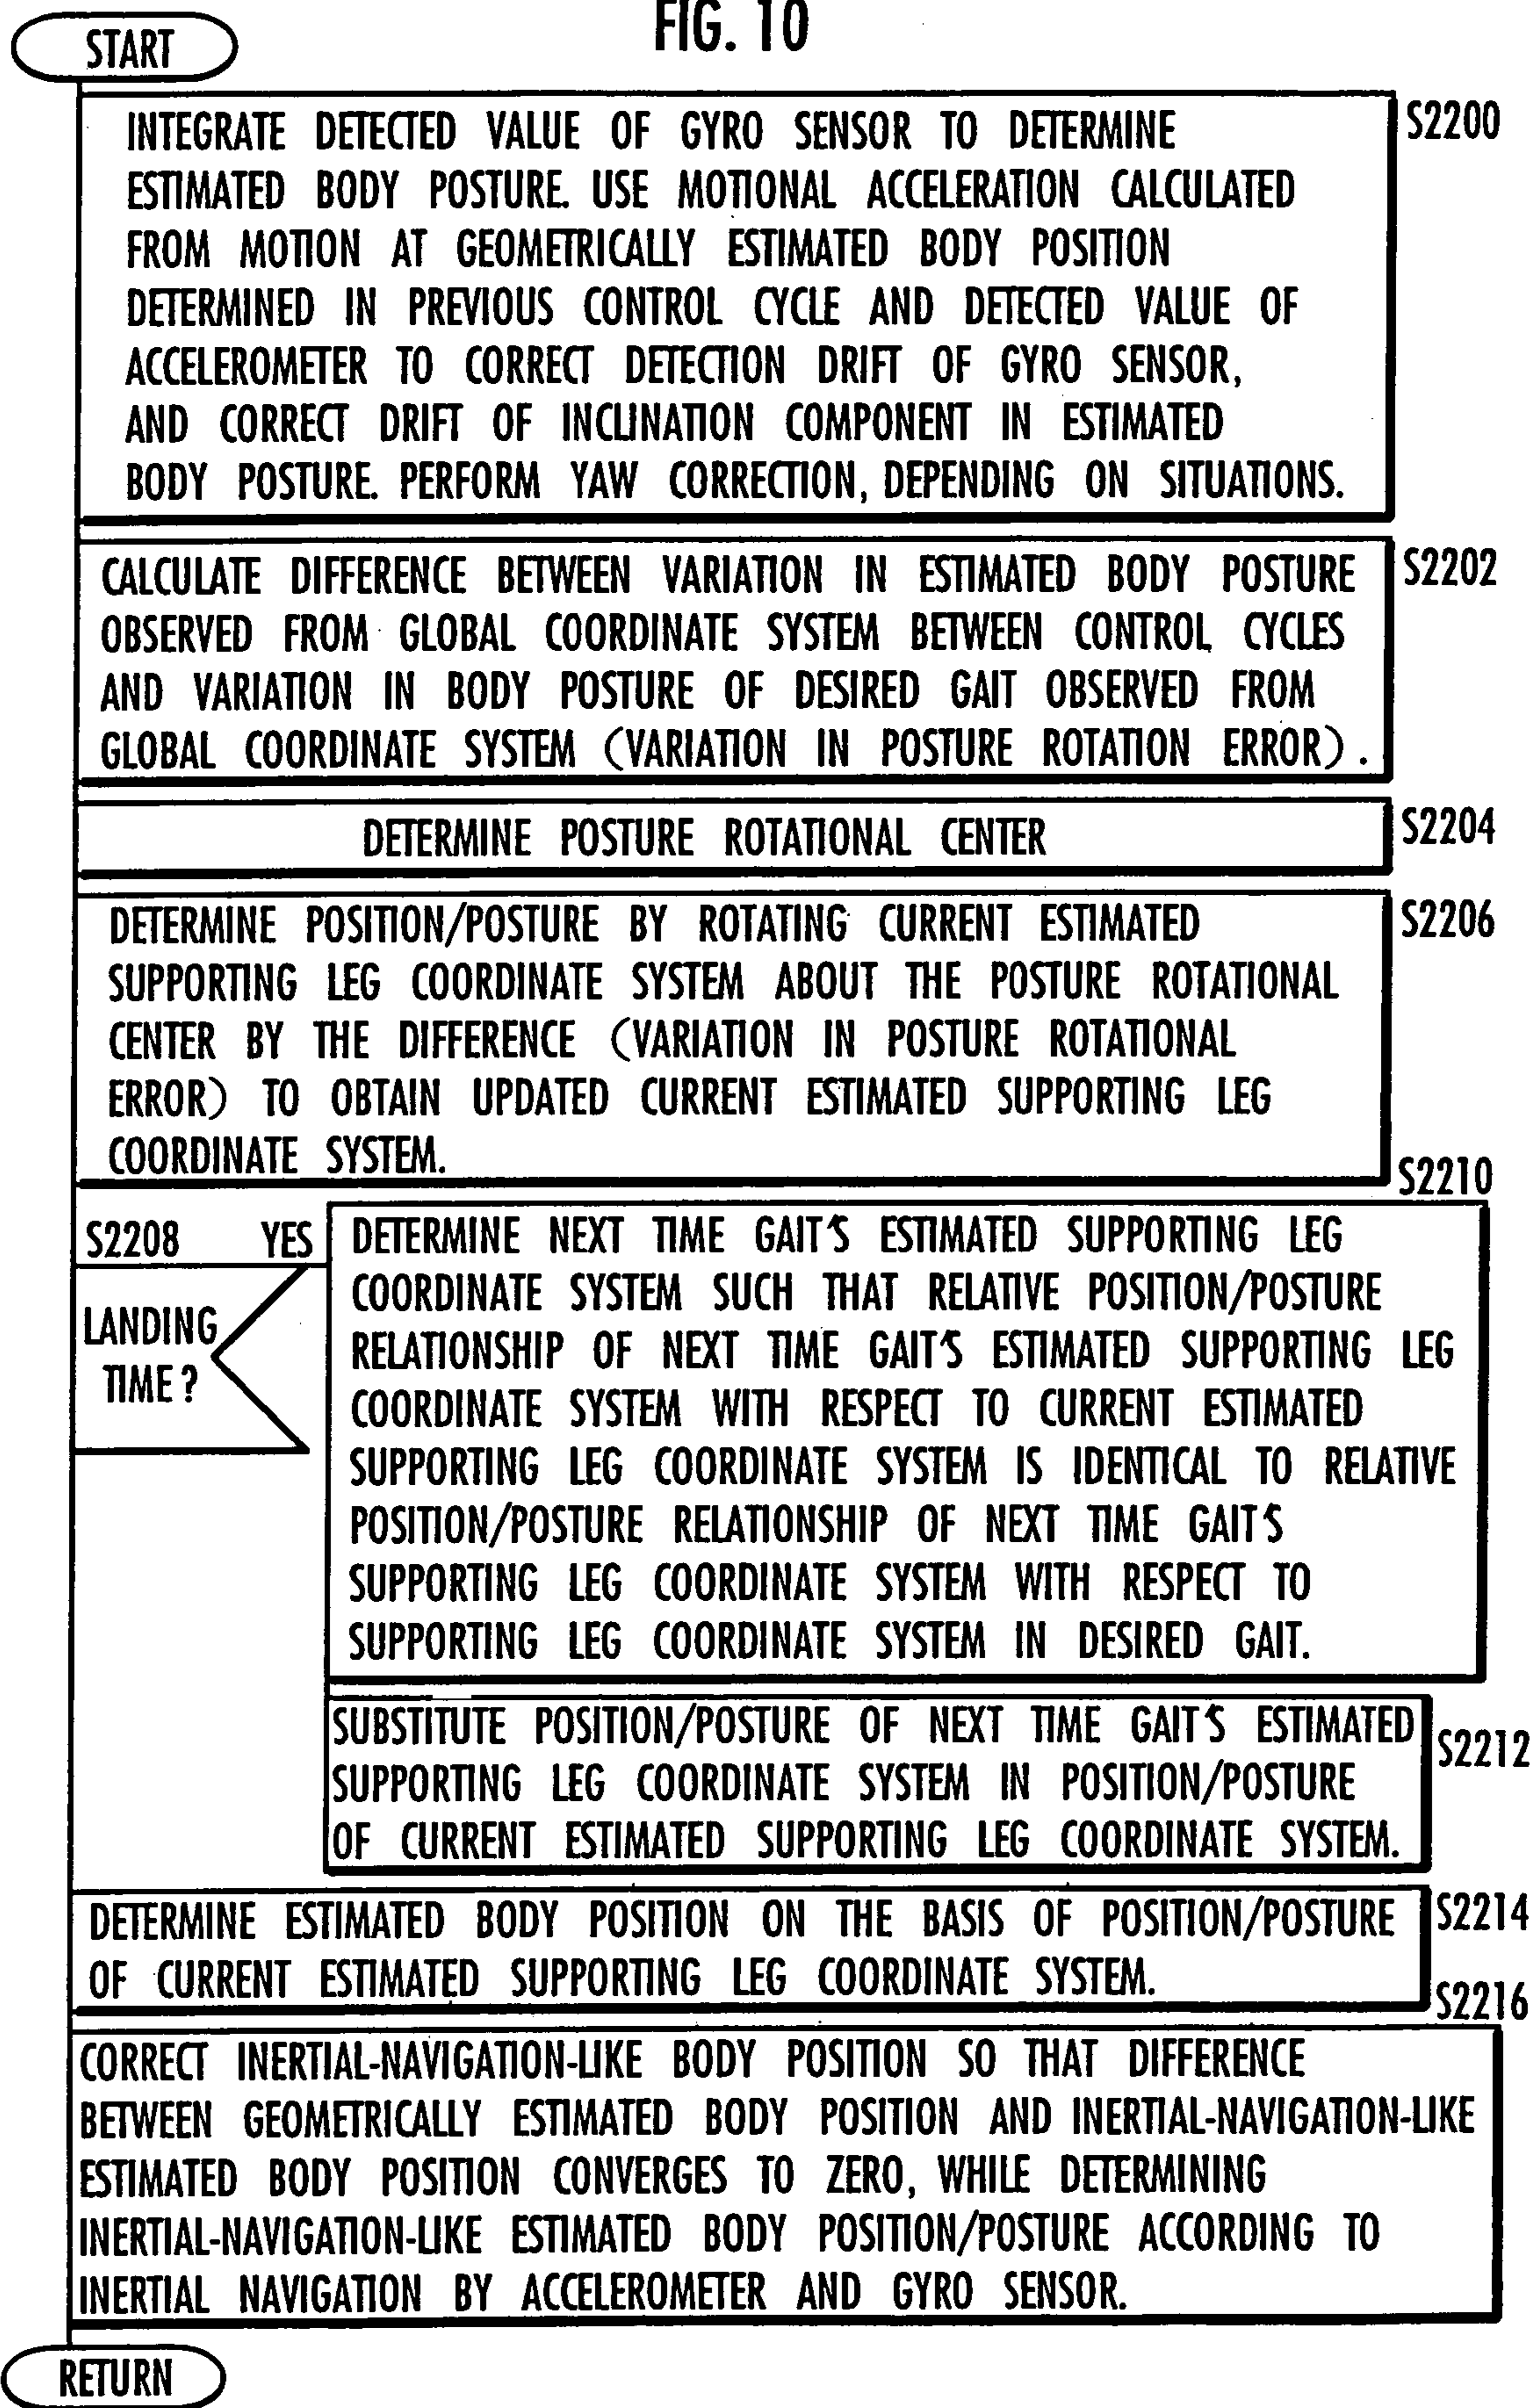 FIG. 10
START
S2200
INTEGRATE DETECTED VALUE OF GYRO SENSOR TO DETERMINE
ESTIMATED BODY POSTURE. USE MOTIONAL ACCELERATION CALCULATED
FROM MOTION AT GEOMETRICALLY ESTIMATED BODY POSITION
DETERMINED IN PREVIOUS CONTROL CYCLE AND DETECTED VALUE OF
ACCELEROMETER TO CORRECT DETECTION DRIFT OF GYRO SENSOR,
AND CORRECT DRIFT OF INCLINATION COMPONENT IN ESTIMATED
BODY POSTURE. PERFORM YAW CORRECTION, DEPENDING ON SITUATIONS.
S2202
CALCULATE DIFFERENCE BETWEEN VARIATION IN ESTIMATED BODY POSTURE
OBSERVED FROM GLOBAL COORDINATE SYSTEM BETWEEN CONTROL CYCLES
AND VARIATION IN BODY POSTURE OF DESIRED GAIT OBSERVED FROM
GLOBAL COORDINATE SYSTEM (VARIATION IN POSTURE ROTATION ERROR).
S2204
DETERMINE POSTURE ROTATIONAL CENTER
S2206
DETERMINE POSITION/POSTURE BY ROTATING CURRENT ESTIMATED
SUPPORTING LEG COORDINATE SYSTEM ABOUT THE POSTURE ROTATIONAL
CENTER BY THE DIFFERENCE (VARIATION IN POSTURE ROTATIONAL
ERROR) TO OBTAIN UPDATED CURRENT ESTIMATED SUPPORTING LEG
COORDINATE SYSTEM.
S2208 YES
LANDING
TIME?
S2210
DETERMINE NEXT TIME GAIT'S ESTIMATED SUPPORTING LEG
COORDINATE SYSTEM SUCH THAT RELATIVE POSITION/POSTURE
RELATIONSHIP OF NEXT TIME GAIT'S ESTIMATED SUPPORTING LEG
COORDINATE SYSTEM WITH RESPECT TO CURRENT ESTIMATED
SUPPORTING LEG COORDINATE SYSTEM IS IDENTICAL TO RELATIVE
POSITION/POSTURE RELATIONSHIP OF NEXT TIME GAIT'S
SUPPORTING LEG COORDINATE SYSTEM WITH RESPECT TO
SUPPORTING LEG COORDINATE SYSTEM IN DESIRED GAIT.
S2212
SUBSTITUTE POSITION/POSTURE OF NEXT TIME GAIT'S ESTIMATED
SUPPORTING LEG COORDINATE SYSTEM IN POSITION/POSTURE
OF CURRENT ESTIMATED SUPPORTING LEG COORDINATE SYSTEM.
S2214
DETERMINE ESTIMATED BODY POSITION ON THE BASIS OF POSITION/POSTURE
OF CURRENT ESTIMATED SUPPORTING LEG COORDINATE SYSTEM.
S2216
CORRECT INERTIAL-NAVIGATION-LIKE BODY POSITION SO THAT DIFFERENCE
BETWEEN GEOMETRICALLY ESTIMATED BODY POSITION AND INERTIAL-NAVIGATION-LIKE
ESTIMATED BODY POSITION CONVERGES TO ZERO, WHILE DETERMINING
INERTIAL-NAVIGATION-LIKE ESTIMATED BODY POSITION/POSTURE ACCORDING TO
INERTIAL NAVIGATION BY ACCELEROMETER AND GYRO SENSOR.
RETURN